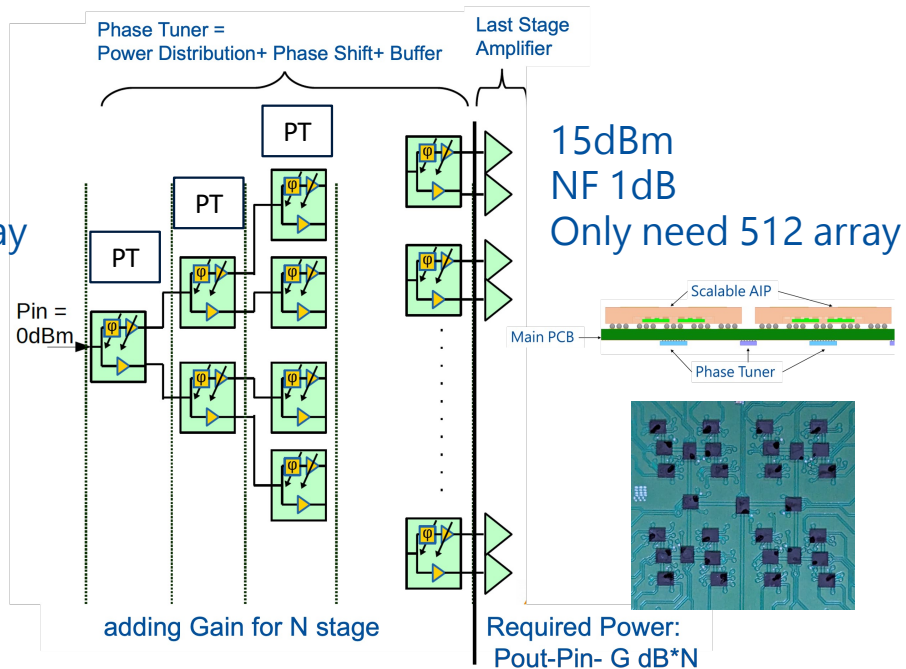 Phase Tuner =
Power Distribution+ Phase Shift+ Buffer
Last Stage
Amplifier
PT
PT
PT
φ
φ
φ
φ
φ
φ
φ
φ
φ
φ
ay
Pin =
0dBm
15dBm
NF 1dB
Only need 512 array
Scalable AIP
Main PCB
Phase Tuner
adding Gain for N stage
Required Power:
Pout-Pin- G dB*N